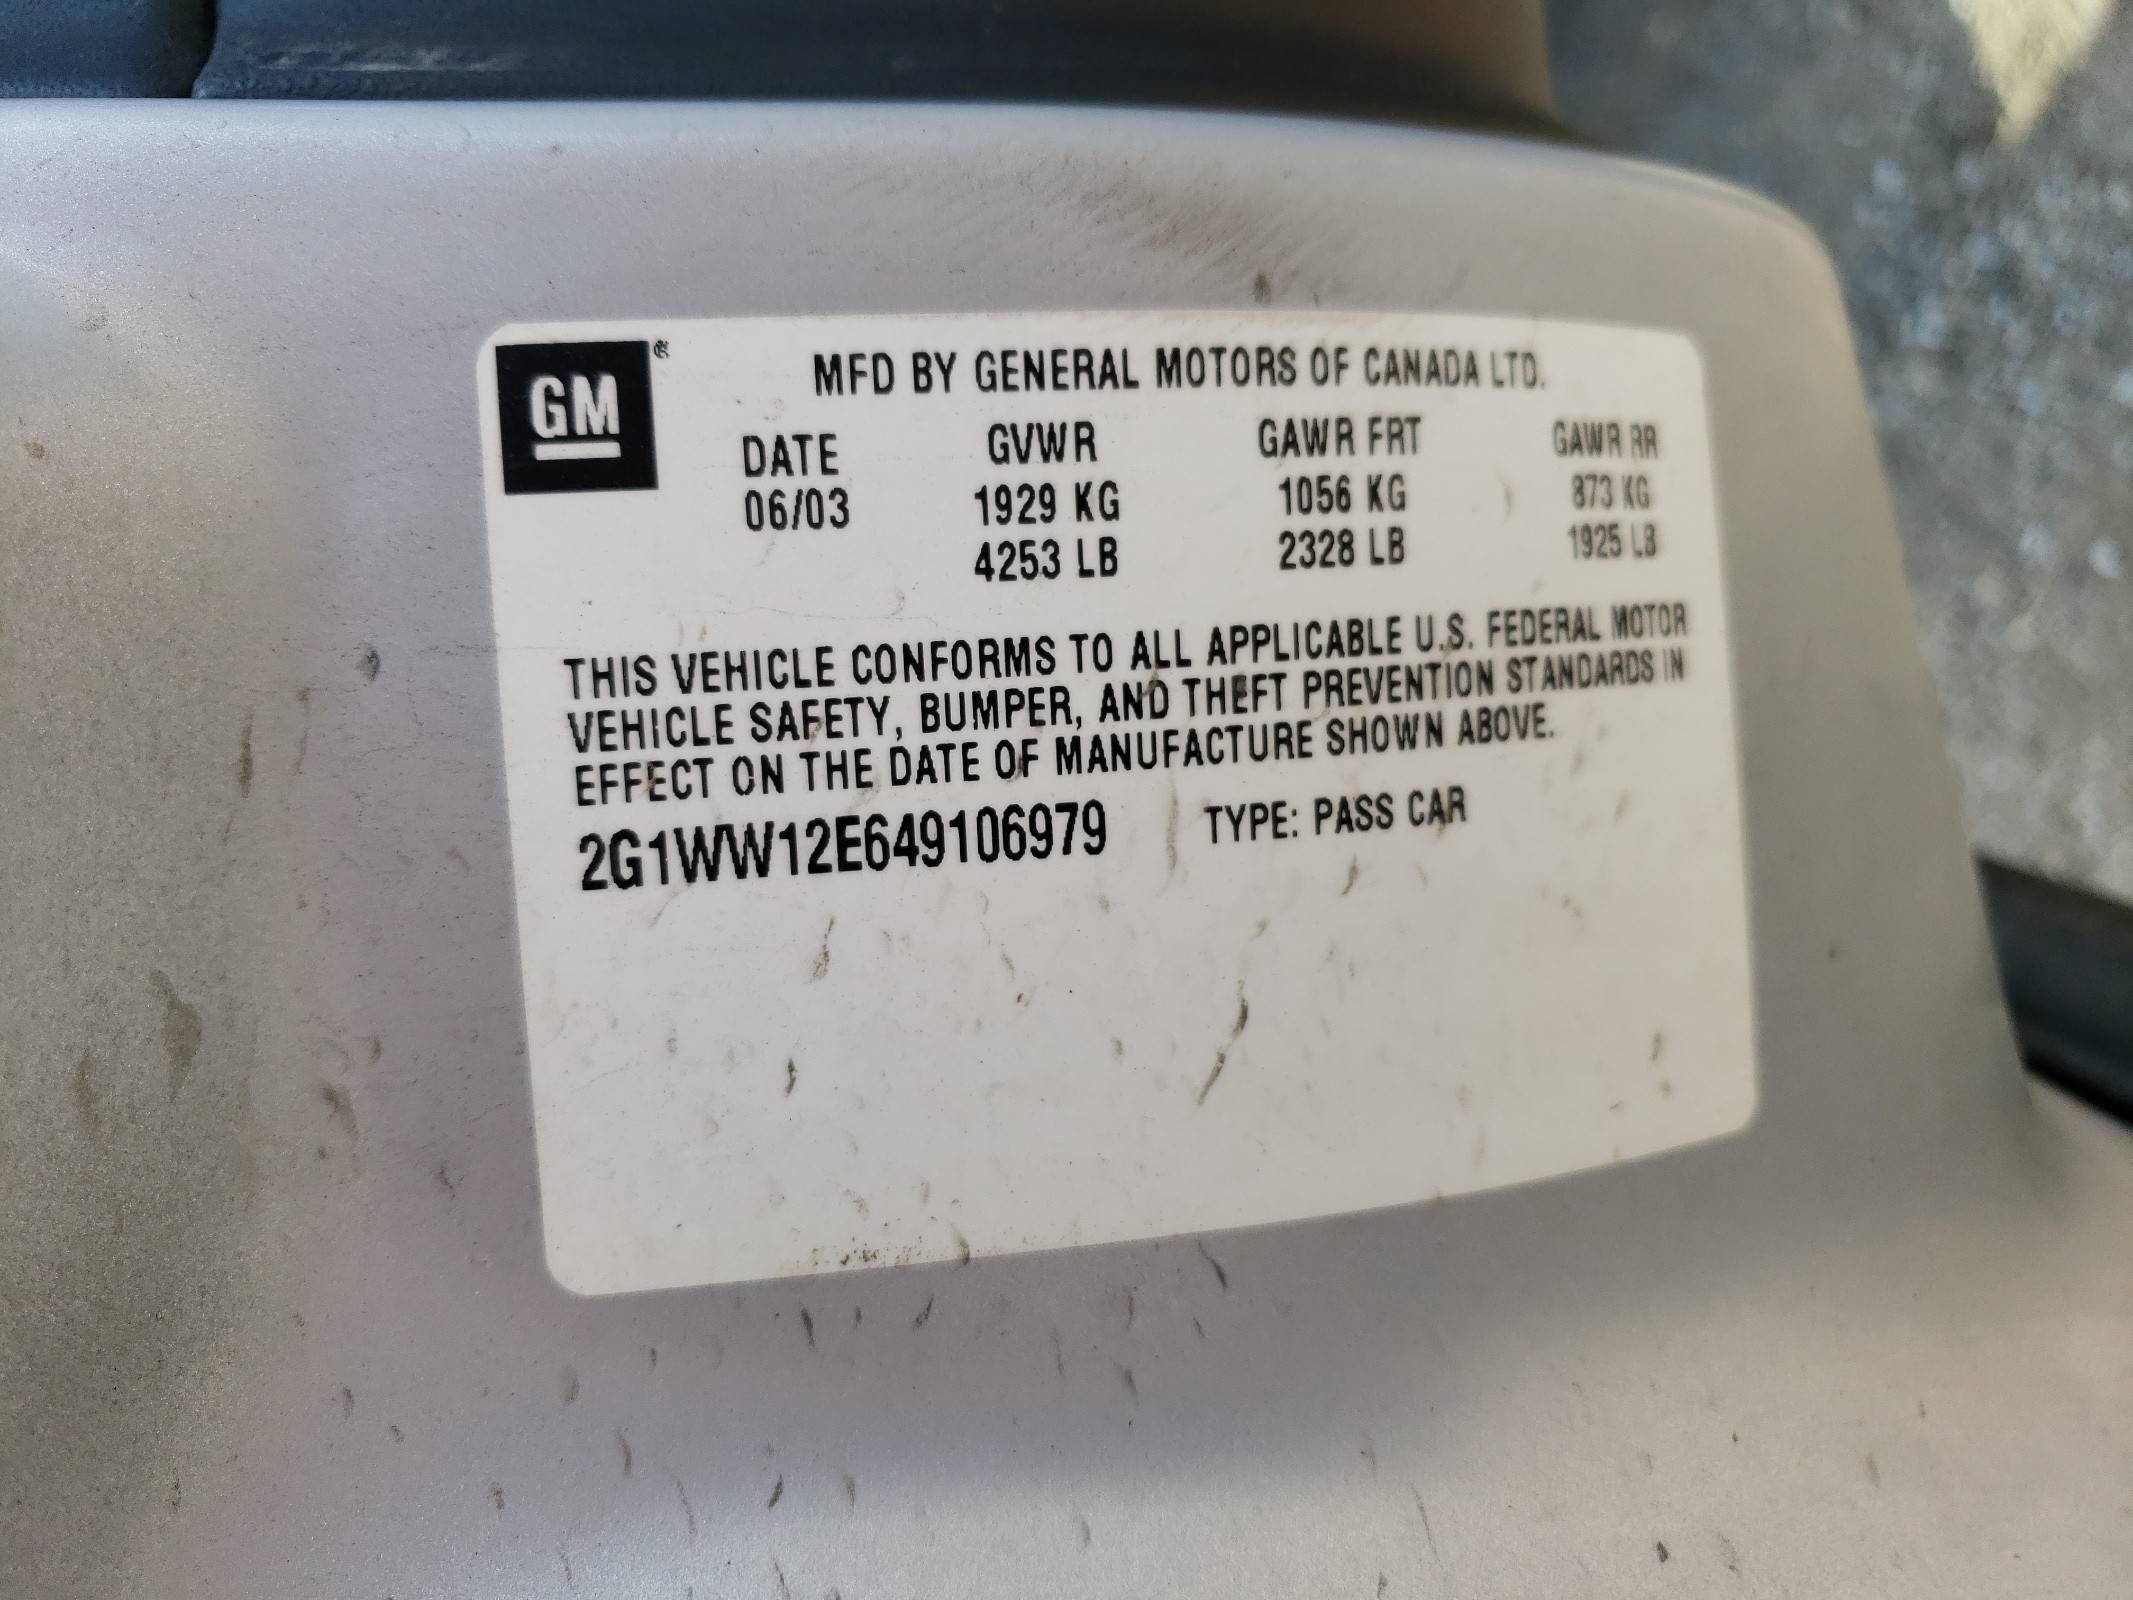 GM®
MFD BY GENERAL MOTORS OF CANADA LTD.
DATE GVWR GAWR FRT GAWR RR
06/03 1929 KG 1056 KG 873 KG
4253 LB 2328 LB 1925 LB
THIS VEHICLE CONFORMS TO ALL APPLICABLE U.S. FEDERAL MOTOR
VEHICLE SAFETY, BUMPER, AND THEFT PREVENTION STANDARDS IN
EFFECT ON THE DATE OF MANUFACTURE SHOWN ABOVE.
2G1WW12E649106979 TYPE: PASS CAR